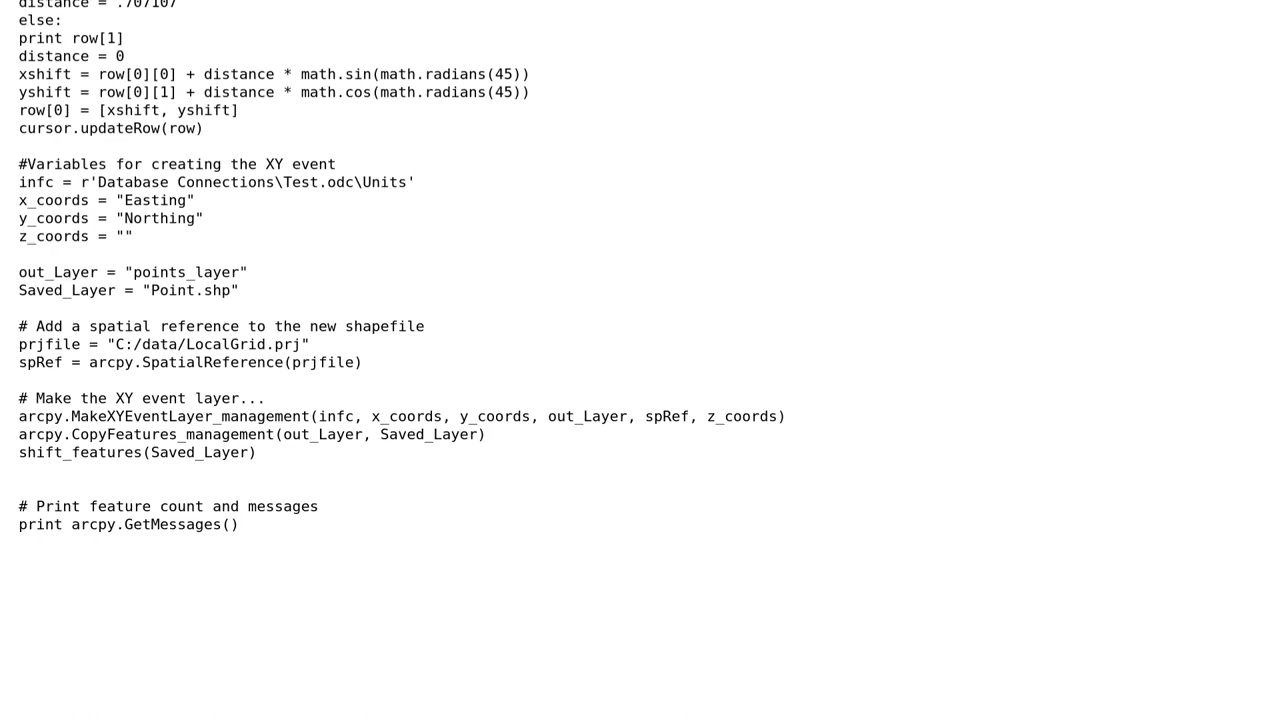 distance = .707107
else:
print row[1]
distance = 0
xshift = row[0][0] + distance * math.sin(math.radians(45))
yshift = row[0][1] + distance * math.cos(math.radians(45))
row[0] = [xshift, yshift]
cursor.updateRow(row)
#Variables for creating the XY event
infc = r'Database Connections\Test.odc\Units'
x_coords = "Easting"
y_coords = "Northing"
z_coords = ""
out_Layer = "points_layer"
Saved_Layer = "Point.shp"
# Add a spatial reference to the new shapefile
prjfile = "C:/data/LocalGrid.prj"
spRef = arcpy.SpatialReference(prjfile)
# Make the XY event layer...
arcpy.MakeXYEventLayer_management(infc, x_coords, y_coords, out_Layer, spRef, z_coords)
arcpy.CopyFeatures_management(out_Layer, Saved_Layer)
shift_features(Saved_Layer)
# Print feature count and messages
print arcpy.GetMessages()